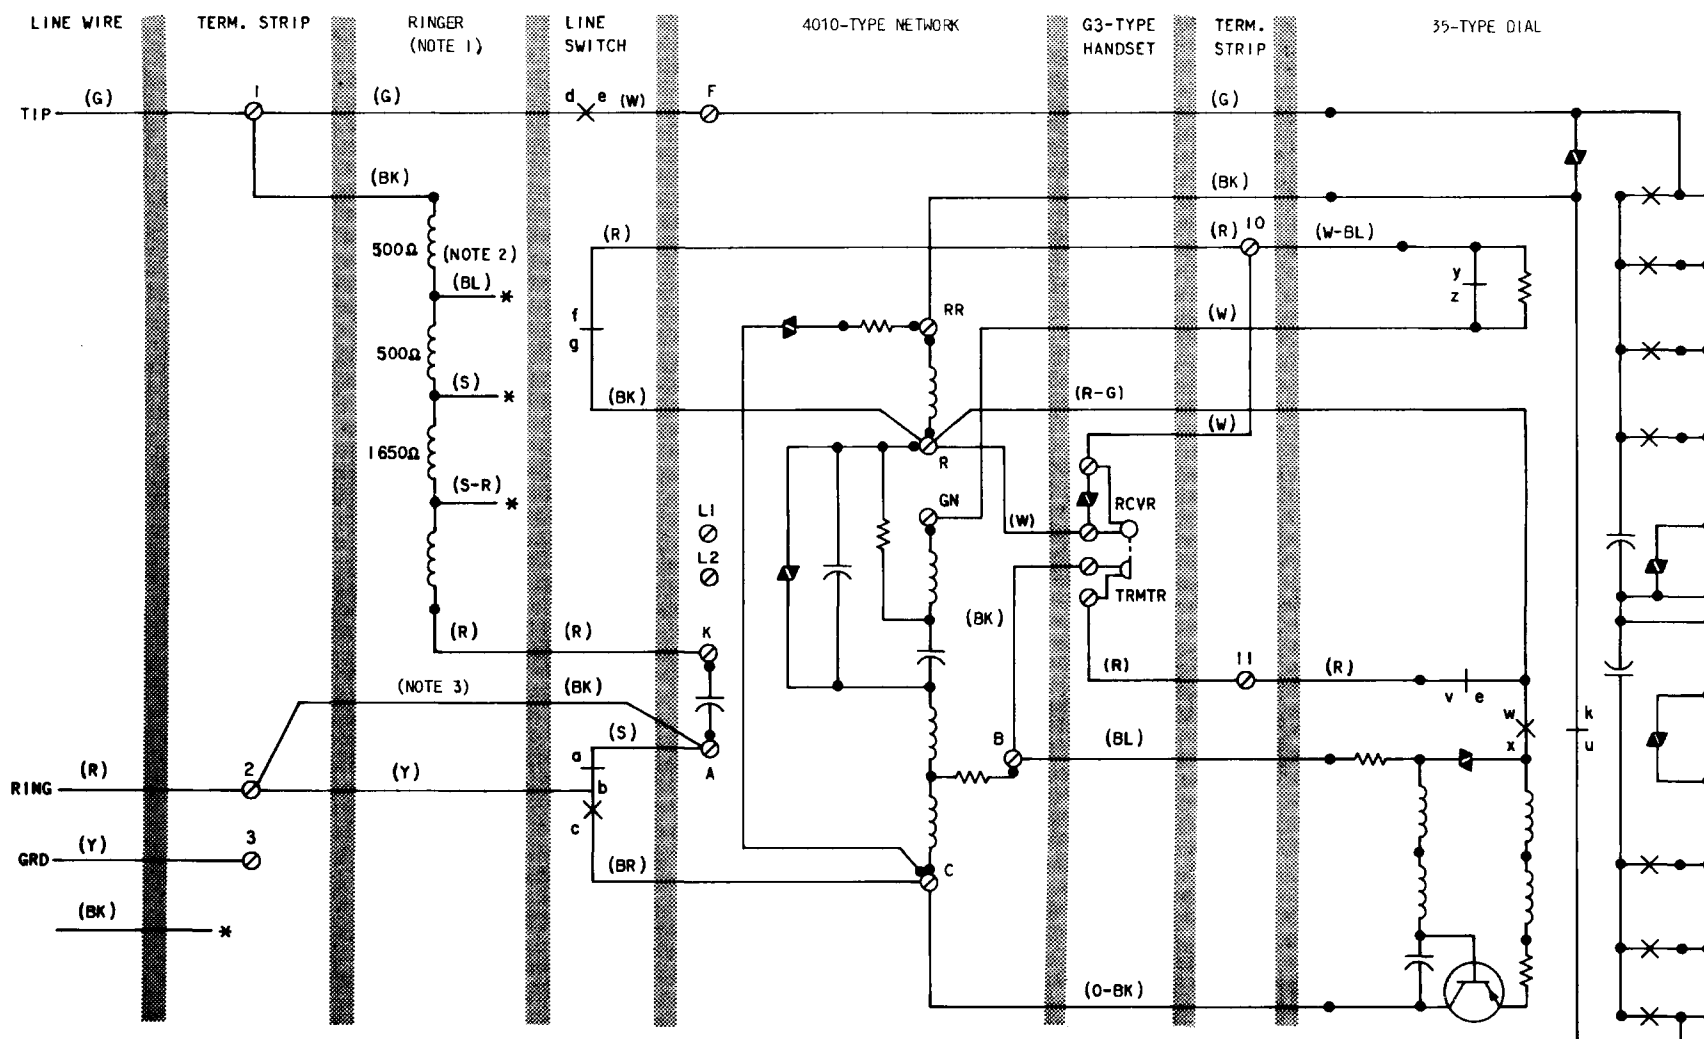 LINE WIRE
TERM. STRIP
RINGER
(NOTE 1)
LINE
SWITCH
4010-TYPE NETWORK
G3-TYPE
HANDSET
TERM.
STRIP
35-TYPE DIAL
TIP
(G)
1
(G)
d
e
(W)
F
(G)
(BK)
(BK)
500Ω
(NOTE 2)
(BL)
*
(R)
(R)
10
(W-BL)
y
z
f
g
RR
(W)
500Ω
(S)
*
(BK)
(R-G)
(W)
1650Ω
R
(S-R)
*
GN
RCVR
L1
(W)
L2
TRMTR
(BK)
(R)
(R)
K
(R)
11
(R)
v
e
(NOTE 3)
(BK)
w
x
k
u
(S)
A
B
(BL)
RING
(R)
2
(Y)
a
b
c
GRD
(Y)
3
(BR)
C
(BK)
*
(O-BK)